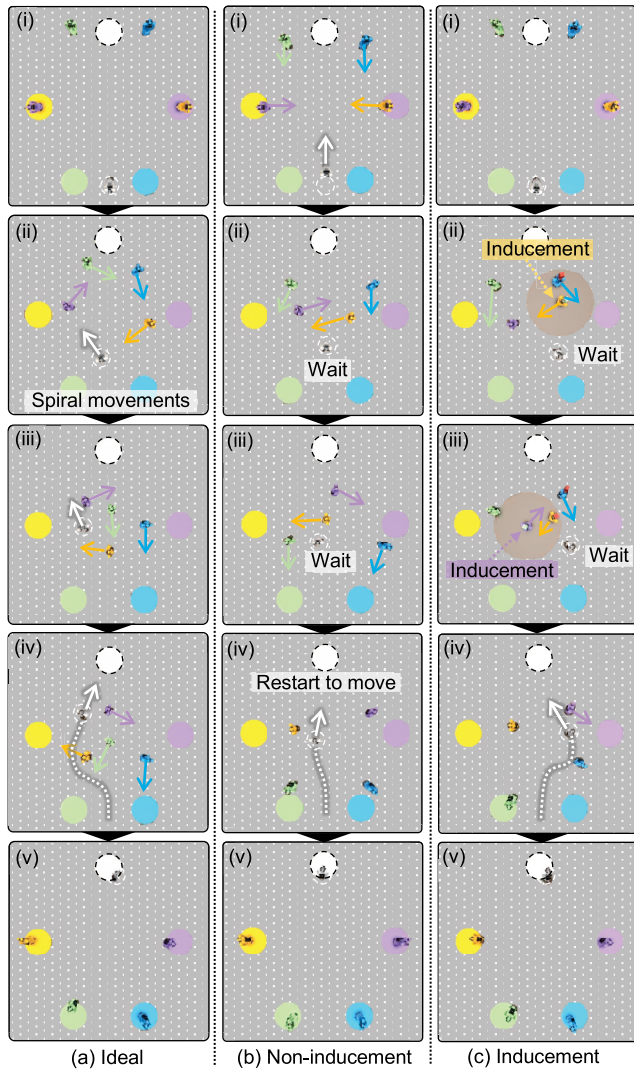 (i)
(i)
(i)
(ii)
Spiral movements
(ii)
Wait
(ii)
Inducement
Wait
(iii)
(iii)
Wait
(iii)
Wait
Inducement
(iv)
(iv)
Restart to move
(iv)
(v)
(v)
(v)
(a) Ideal
(b) Non-inducement
(c) Inducement